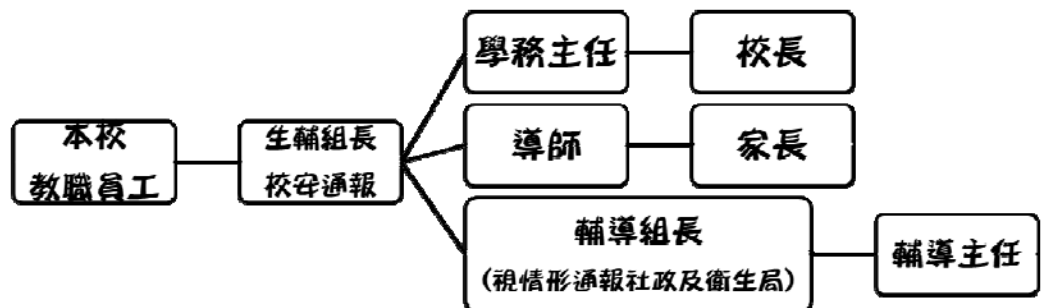 本校
教職員工
生輔組長
校安通報
學務主任
校長
導師
家長
輔導組長
(視情形通報社政及衛生局)
輔導主任